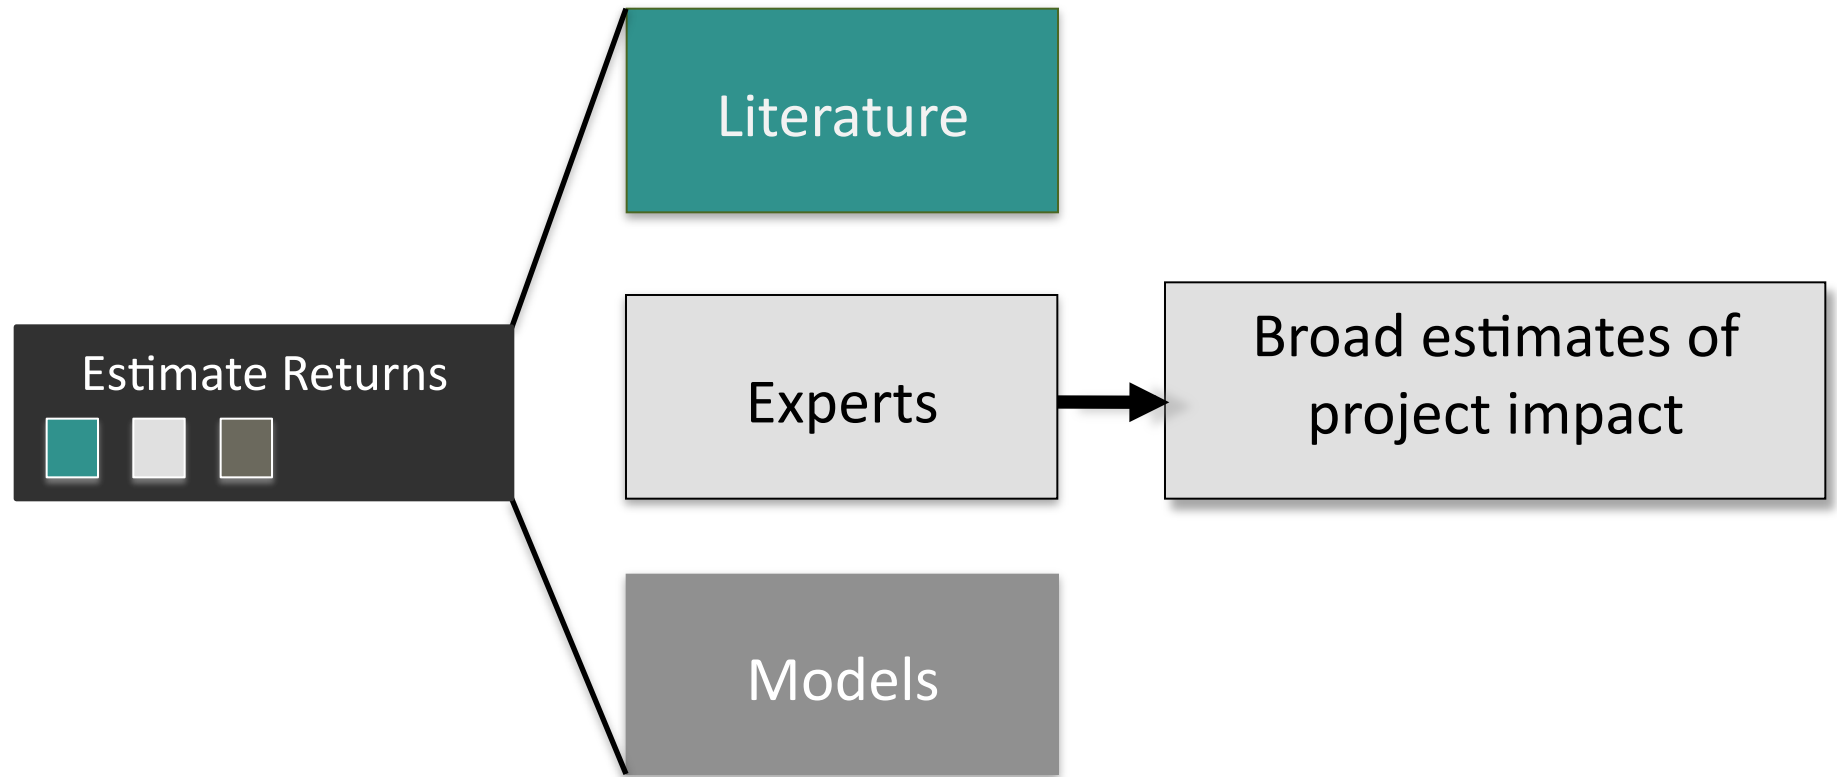 Literature
Estimate Returns
Experts
Broad estimates of
project impact
Models